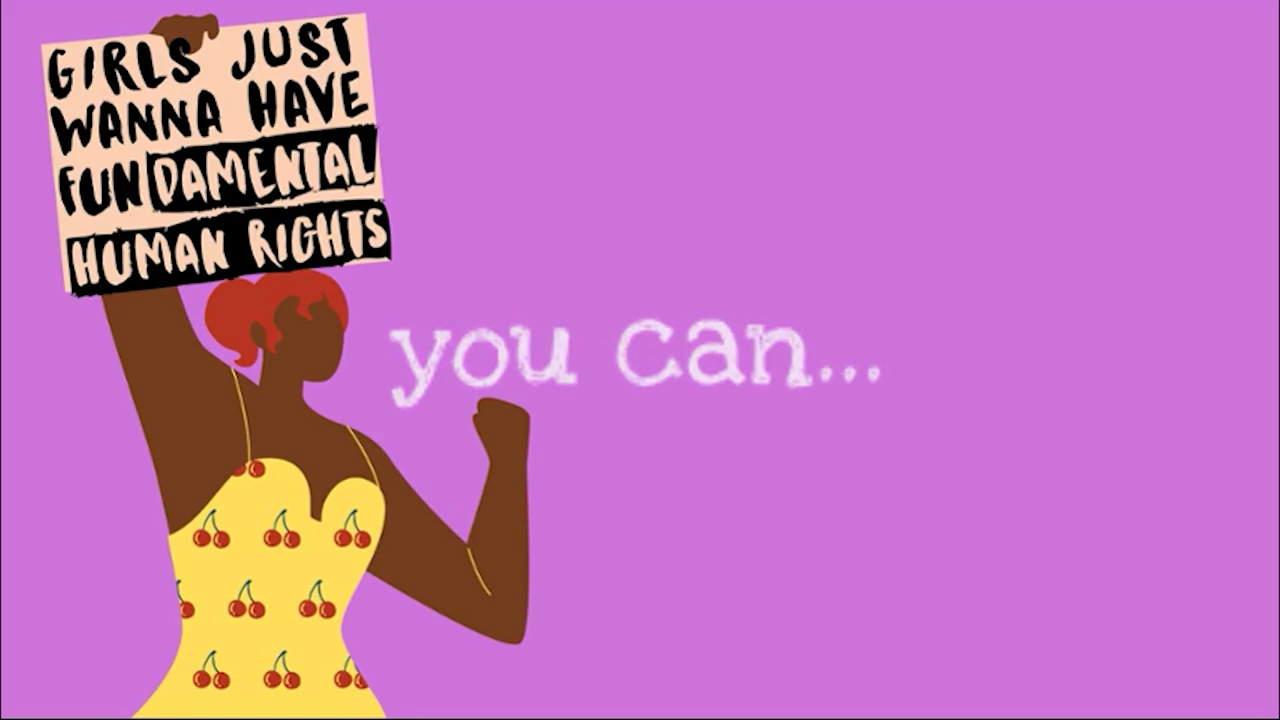 GIRLS JUST
WANNA HAVE
FUNDAMENTAL
HUMAN RIGHTS
you can...